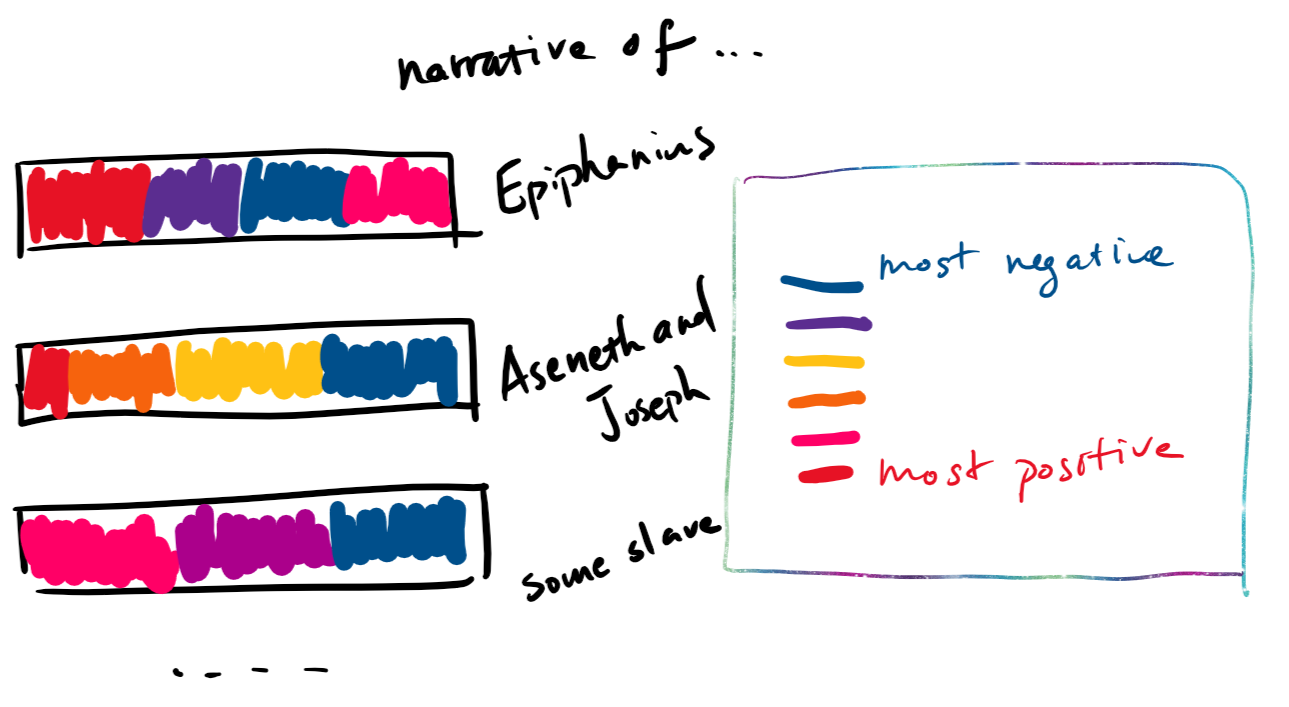 narrative of ...
Epiphanius
Aseneth and
Joseph
some slave
most negative
most positive